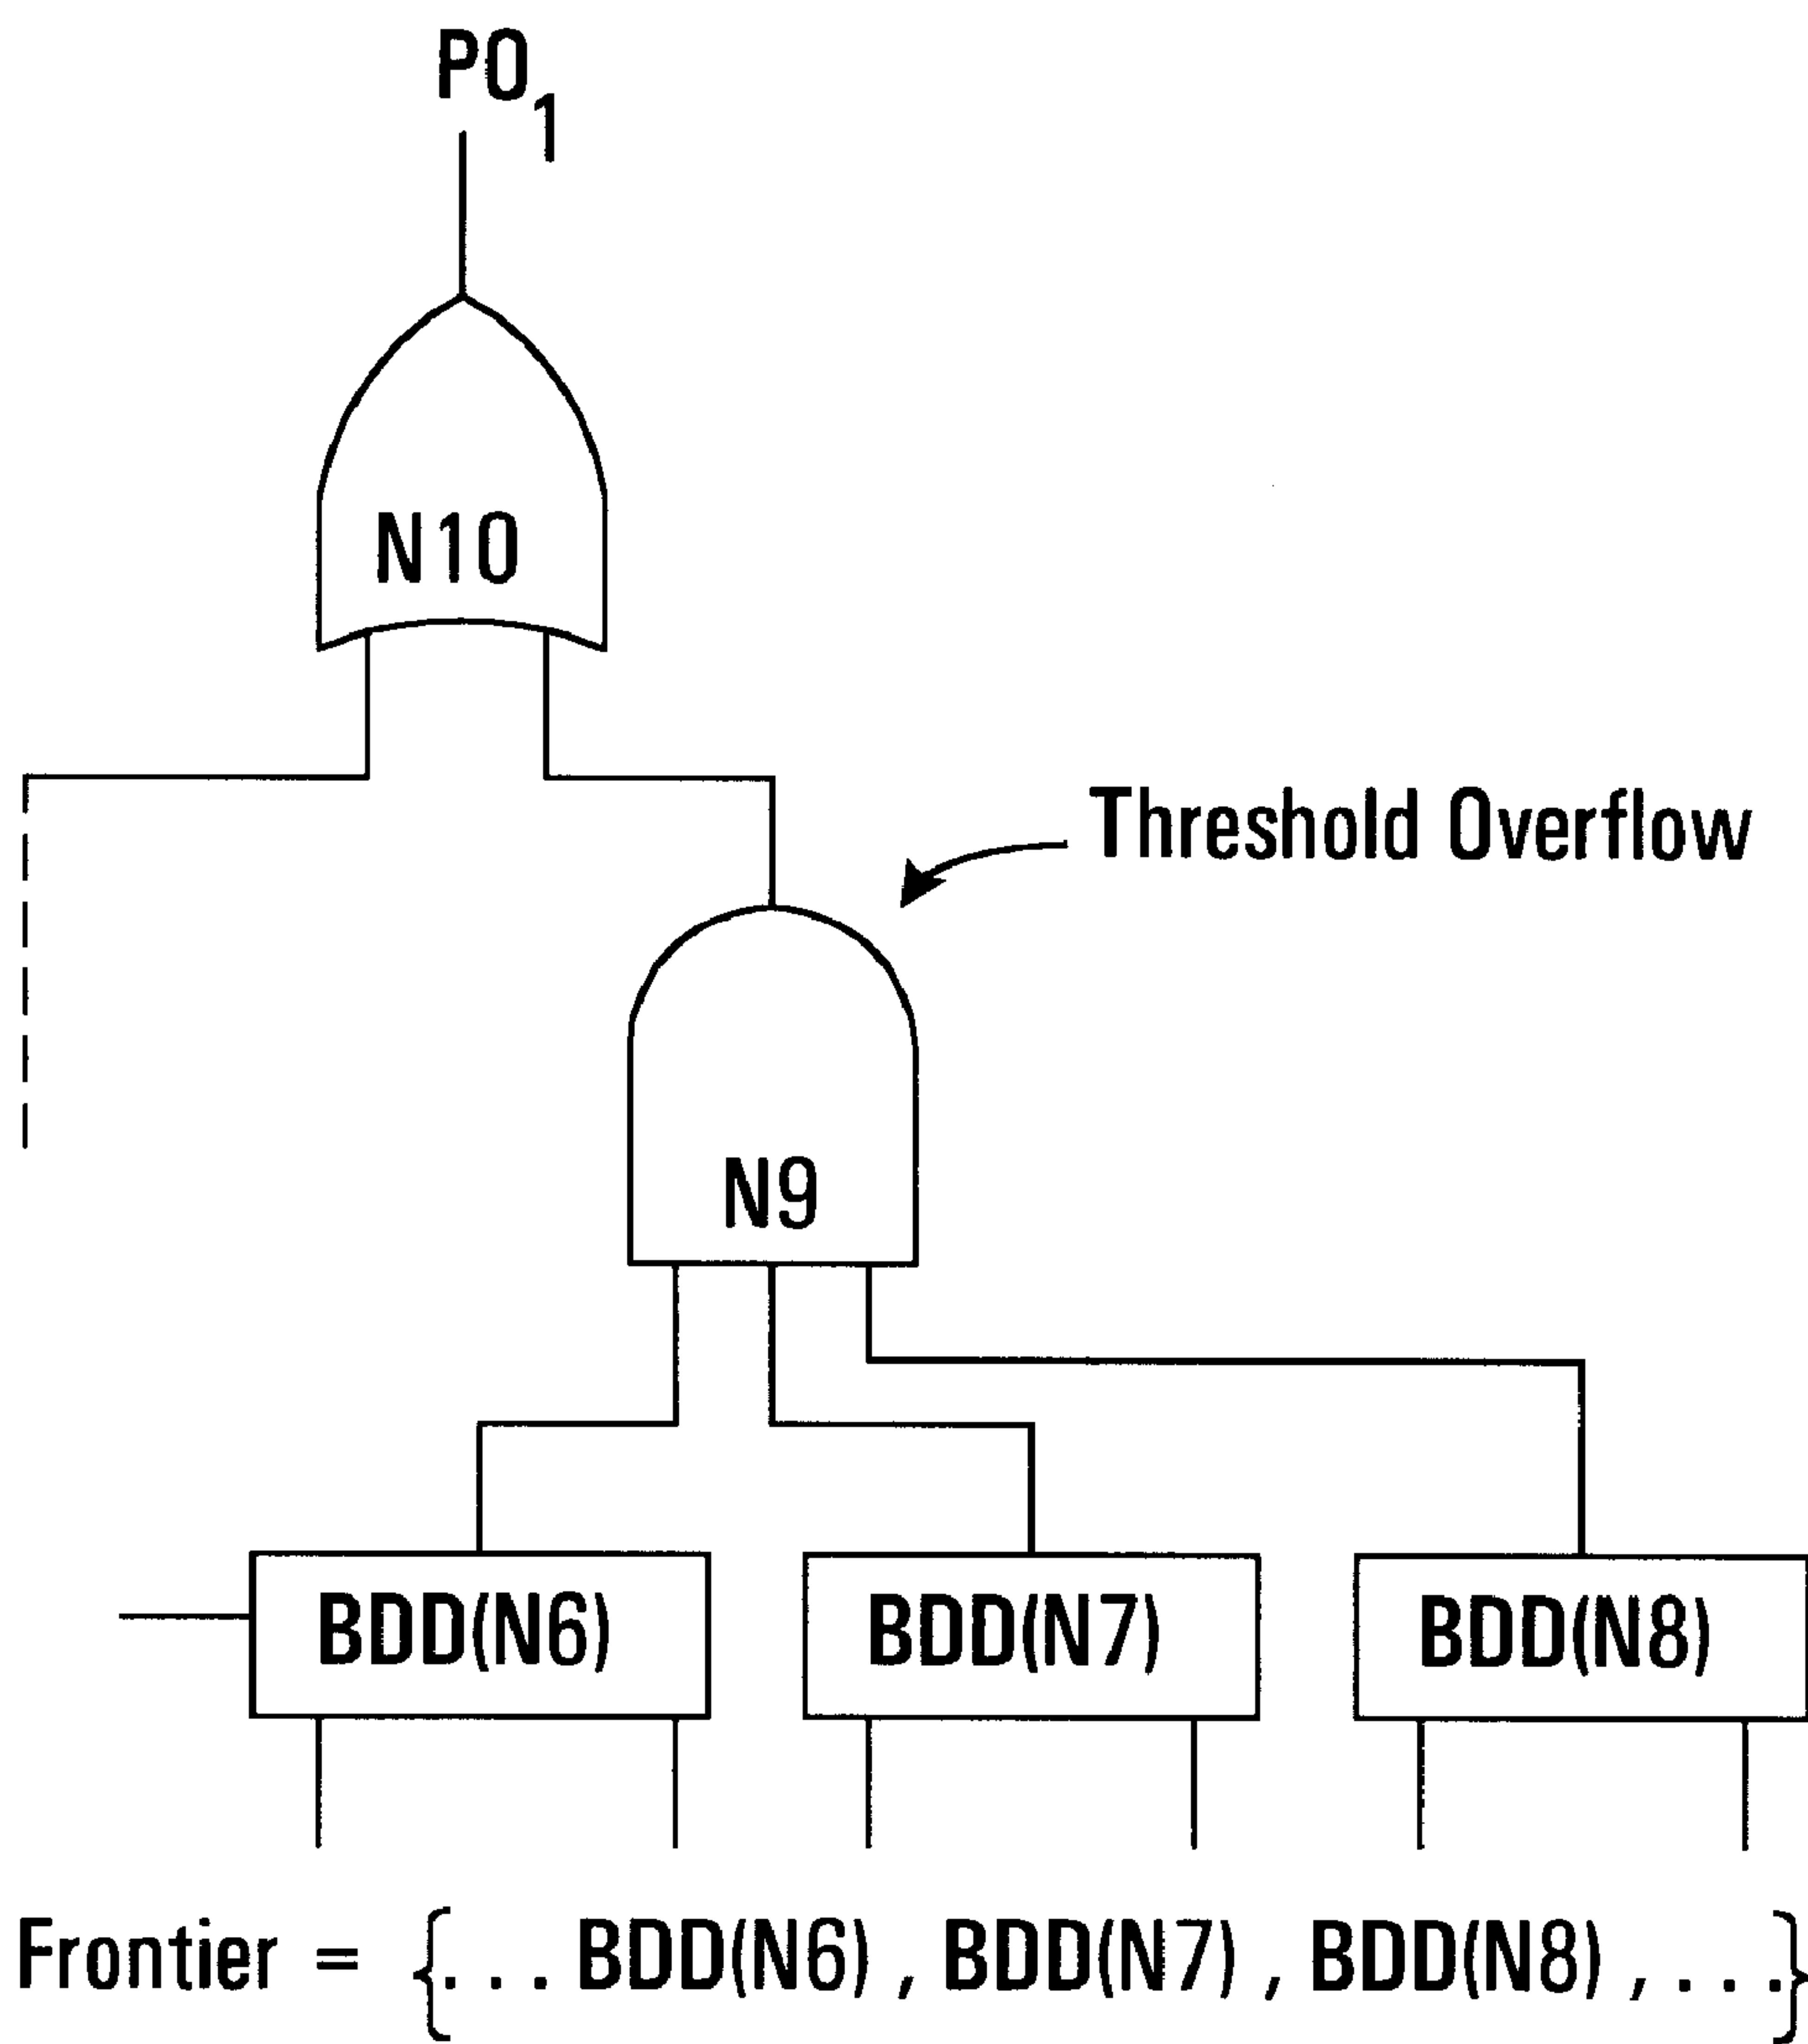 PO1
N10
Threshold Overflow
N9
BDD(N6) BDD(N7) BDD(N8)
Frontier = {. . . BDD(N6) , BDD(N7) , BDD(N8) , . . .}